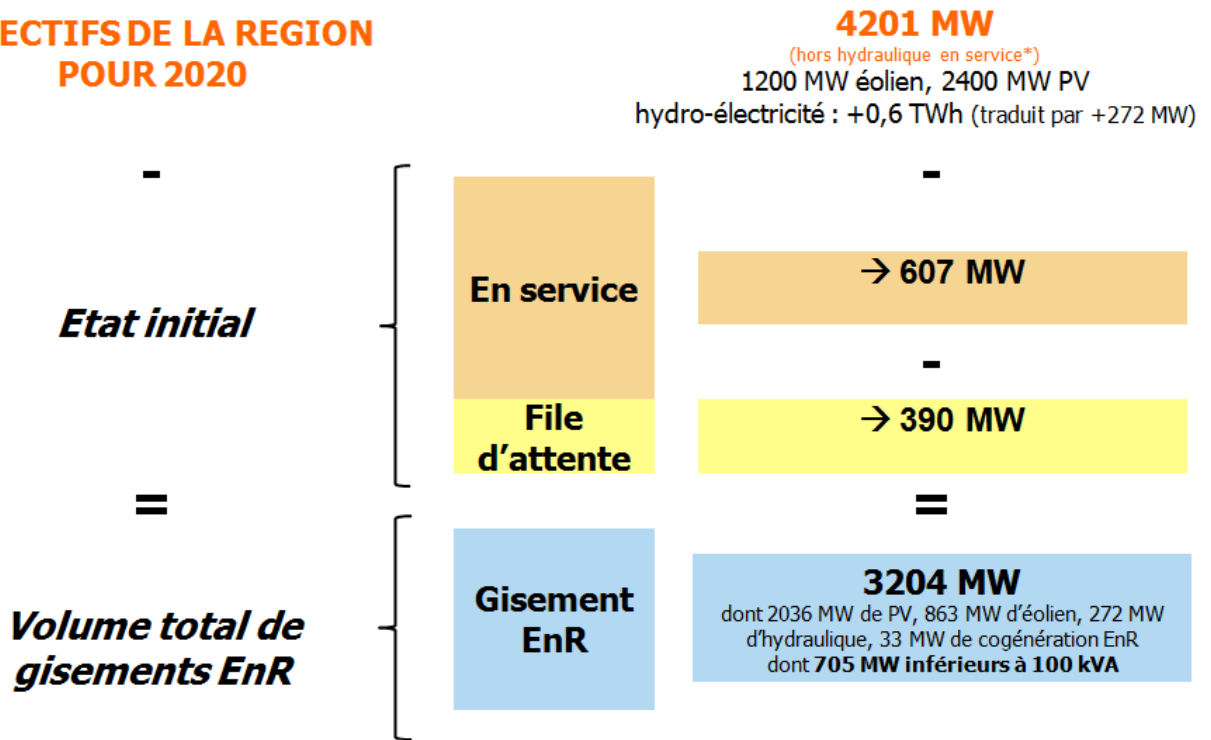 ECTIFS DE LA REGION
POUR 2020
4201 MW
(hors hydraulique en service*)
1200 MW éolien, 2400 MW PV
hydro-électricité : +0,6 TWh (traduit par +272 MW)
-
-
Etat initial
En service
→ 607 MW
-
File
d'attente
→ 390 MW
=
=
Volume total de
gisements EnR
Gisement
EnR
3204 MW
dont 2036 MW de PV, 863 MW d'éolien, 272 MW
d'hydraulique, 33 MW de cogénération EnR
dont 705 MW inférieurs à 100 kVA